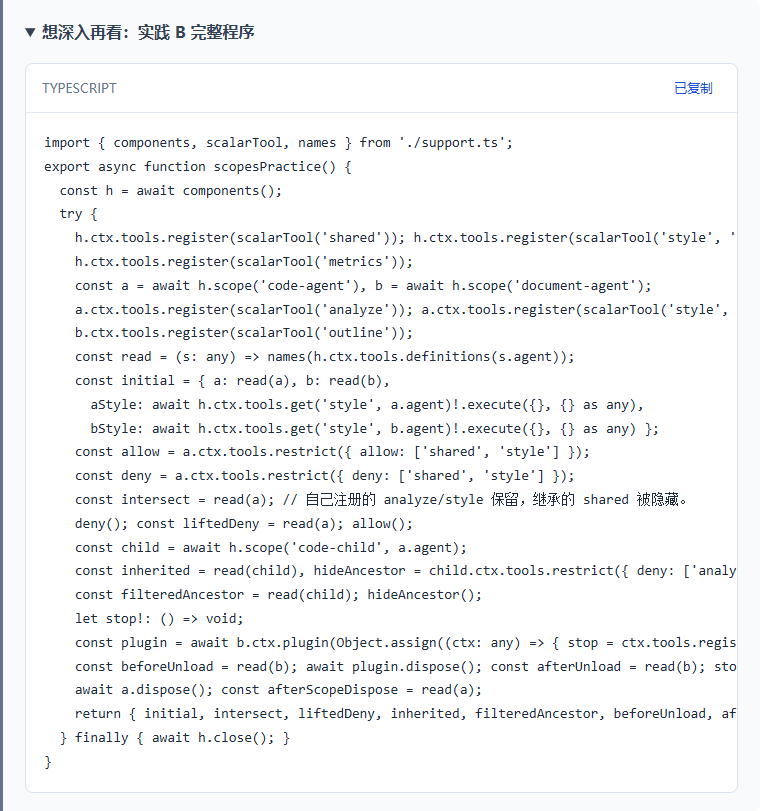 ▼ 想深入再看：实践 B 完整程序
TYPESCRIPT
已复制
import { components, scalarTool, names } from './support.ts';
export async function scopesPractice() {
  const h = await components();
  try {
    h.ctx.tools.register(scalarTool('shared')); h.ctx.tools.register(scalarTool('style', '
    h.ctx.tools.register(scalarTool('metrics'));
    const a = await h.scope('code-agent'), b = await h.scope('document-agent');
    a.ctx.tools.register(scalarTool('analyze')); a.ctx.tools.register(scalarTool('style',
    b.ctx.tools.register(scalarTool('outline'));
    const read = (s: any) => names(h.ctx.tools.definitions(s.agent));
    const initial = { a: read(a), b: read(b),
      aStyle: await h.ctx.tools.get('style', a.agent)!.execute({}, {} as any),
      bStyle: await h.ctx.tools.get('style', b.agent)!.execute({}, {} as any) };
    const allow = a.ctx.tools.restrict({ allow: ['shared', 'style'] });
    const deny = a.ctx.tools.restrict({ deny: ['shared', 'style'] });
    const intersect = read(a); // 自己注册的 analyze/style 保留，继承的 shared 被隐藏。
    deny(); const liftedDeny = read(a); allow();
    const child = await h.scope('code-child', a.agent);
    const inherited = read(child), hideAncestor = child.ctx.tools.restrict({ deny: ['analy
    const filteredAncestor = read(child); hideAncestor();
    let stop!: () => void;
    const plugin = await b.ctx.plugin(Object.assign((ctx: any) => { stop = ctx.tools.regis
    const beforeUnload = read(b); await plugin.dispose(); const afterUnload = read(b); sto
    await a.dispose(); const afterScopeDispose = read(a);
    return { initial, intersect, liftedDeny, inherited, filteredAncestor, beforeUnload, af
  } finally { await h.close(); }
}